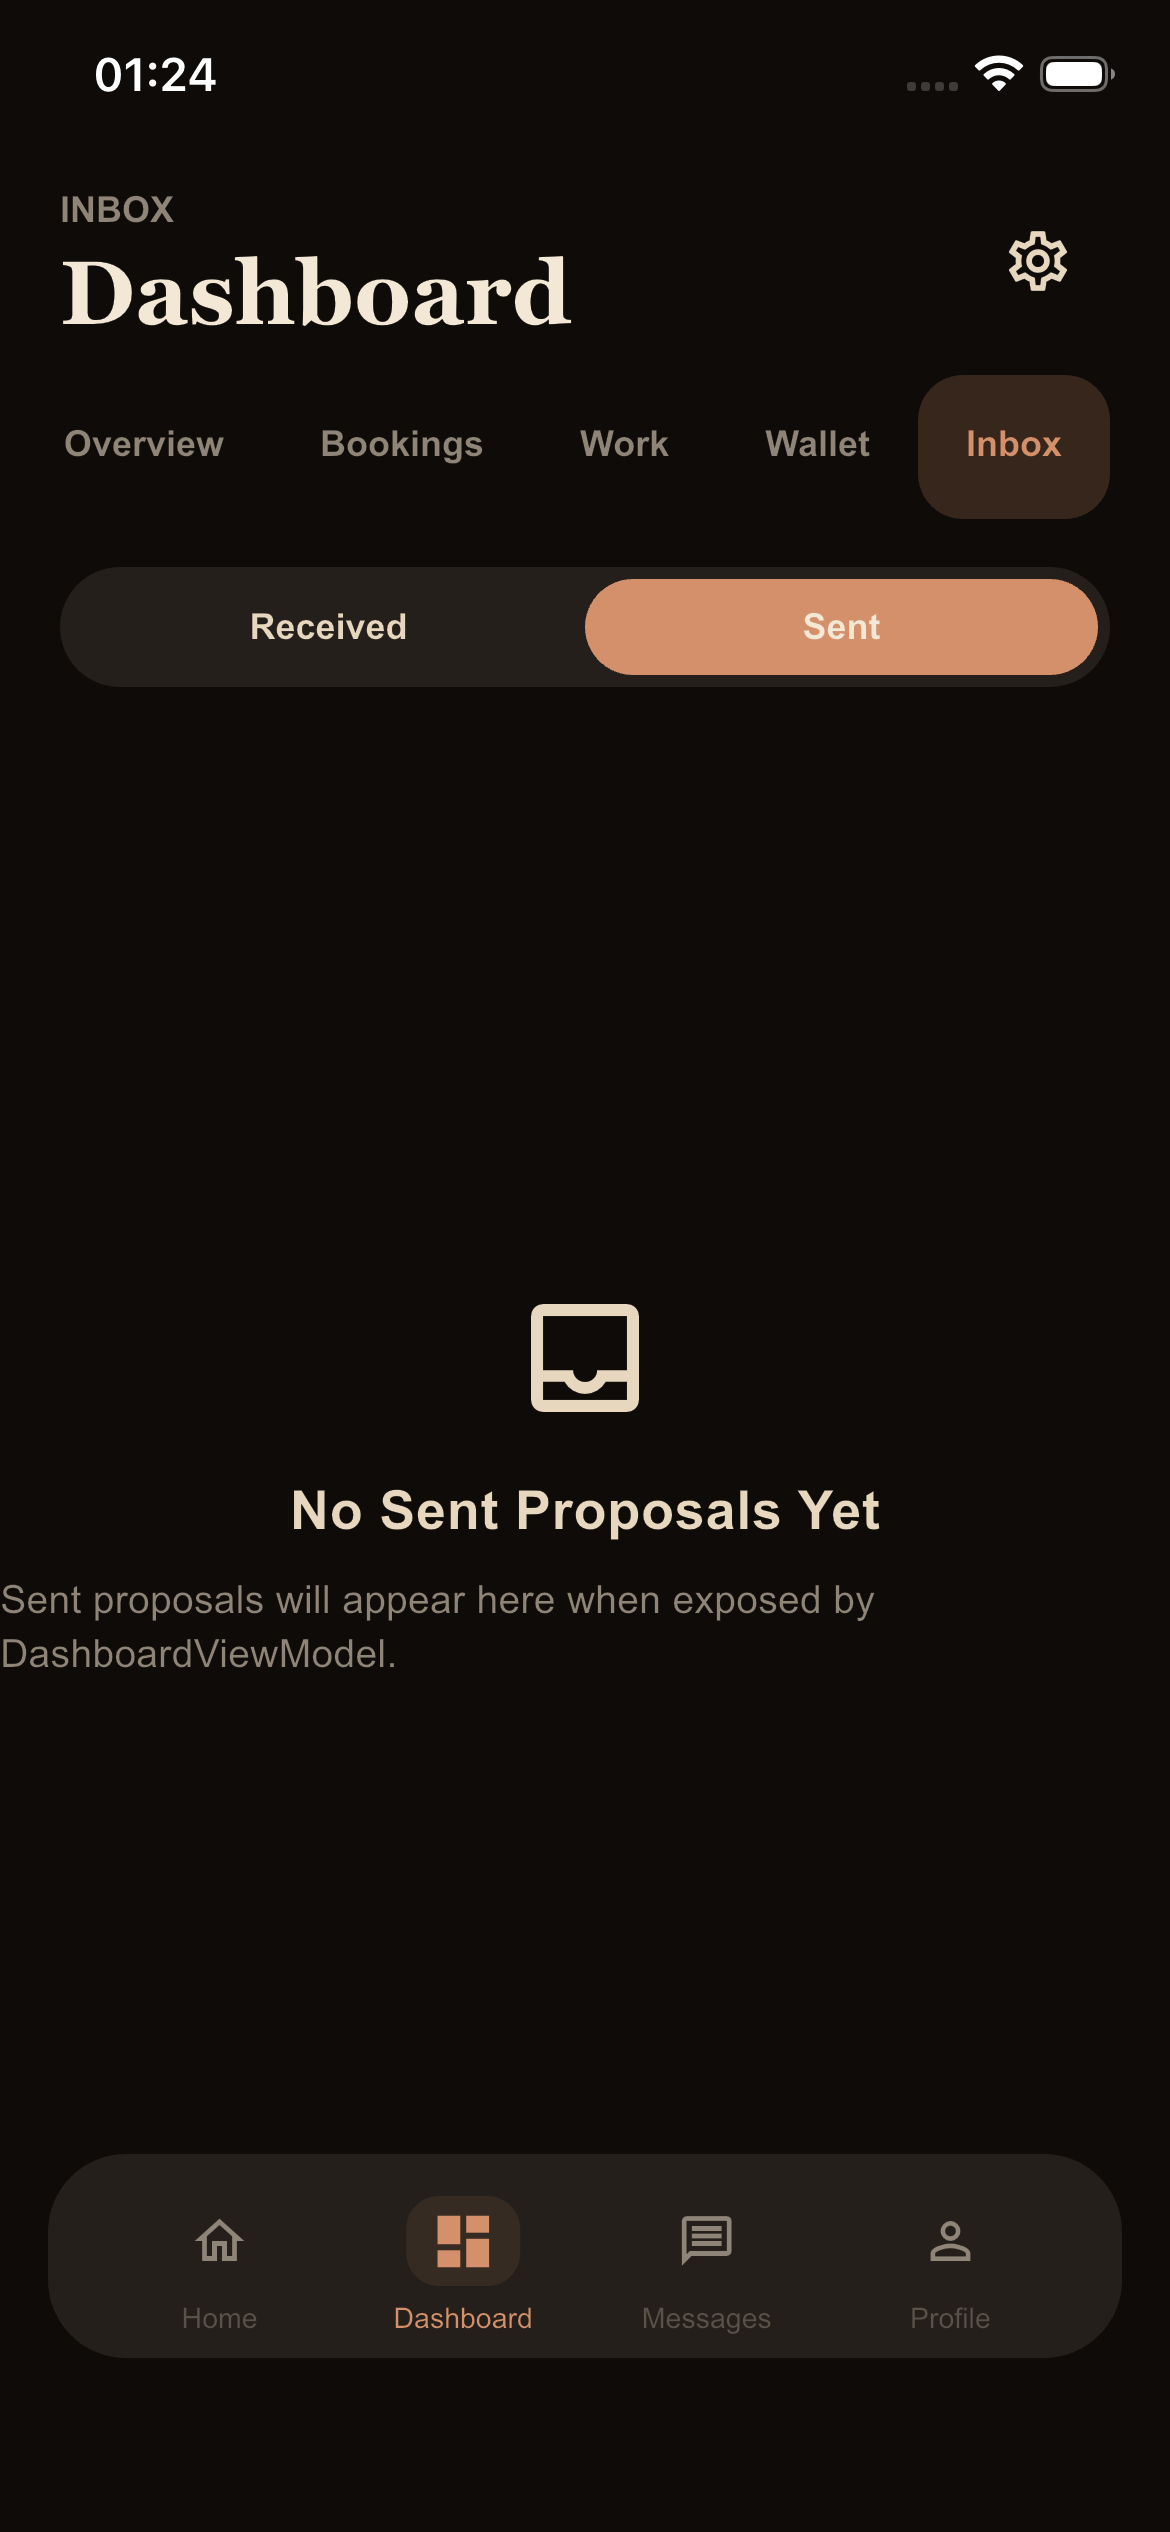 01:24
INBOX
Dashboard
Overview
Bookings
Work
Wallet
Inbox
Received
Sent
No Sent Proposals Yet
Sent proposals will appear here when exposed by
DashboardViewModel.
Home
Dashboard
Messages
Profile